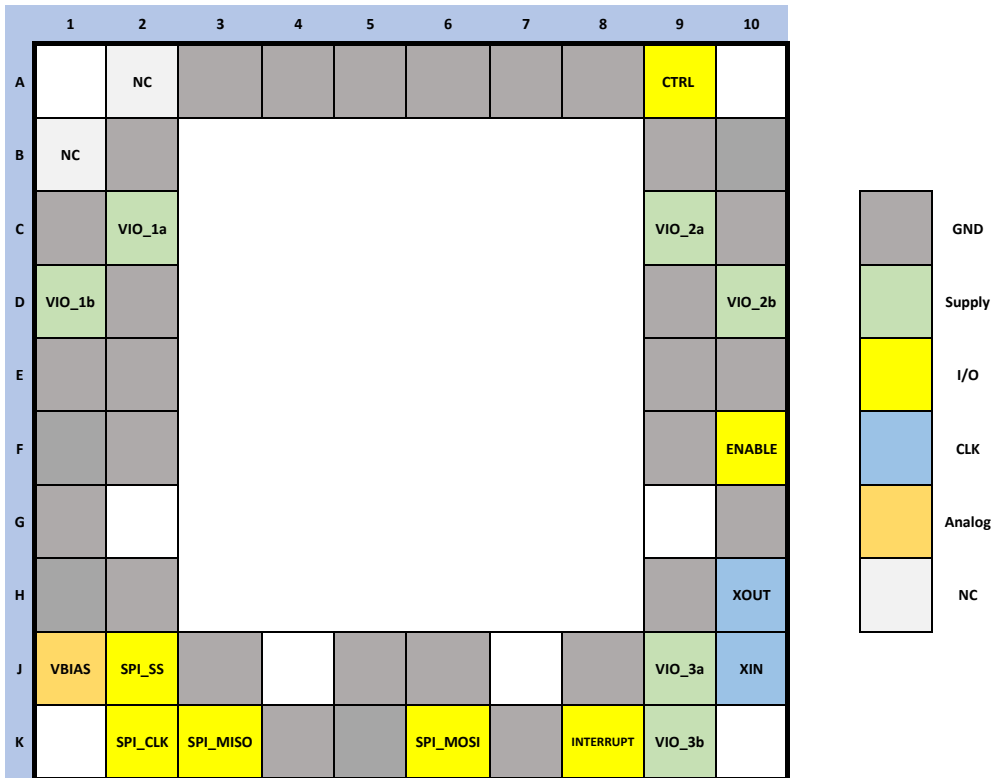 1 2 3 4 5 6 7 8 9 10
A NC CTRL
B NC
C VIO_1a VIO_2a GND
D VIO_1b VIO_2b Supply
E I/O
F ENABLE CLK
G Analog
H XOUT NC
J VBIAS SPI_SS VIO_3a XIN
K SPI_CLK SPI_MISO SPI_MOSI INTERRUPT VIO_3b